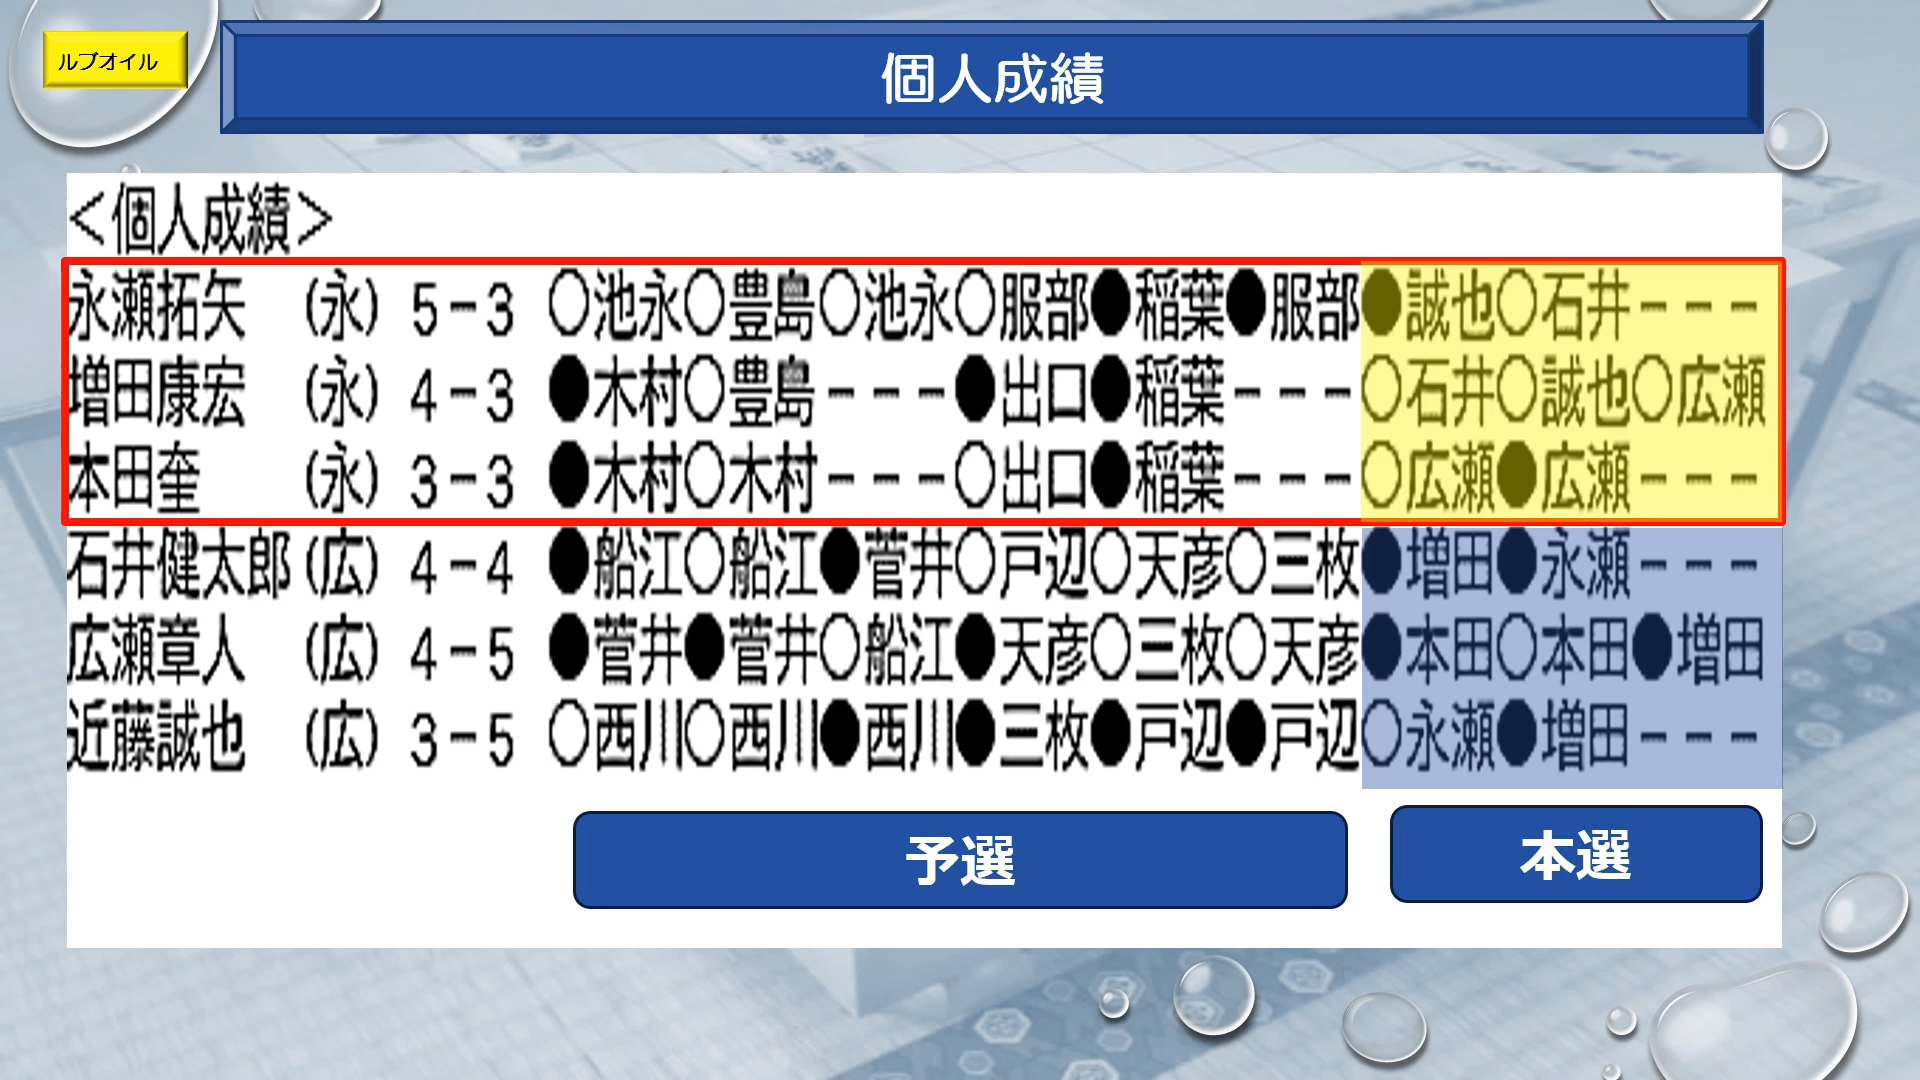 ルブオイル
個人成績
＜個人成績＞
永瀬拓矢 (永) 5-3 ○池永○豊島○池永○服部●稲葉●服部●誠也○石井---
増田康宏 (永) 4-3 ●木村○豊島---●出口●稲葉---○石井○誠也○広瀬
本田奎 (永) 3-3 ●木村○木村---○出口●稲葉---○広瀬●広瀬---
石井健太郎(広) 4-4 ●船江○船江●菅井○戸辺○天彦○三枚●増田●永瀬---
広瀬章人 (広) 4-5 ●菅井●菅井○船江●天彦○三枚○天彦●本田○本田●増田
近藤誠也 (広) 3-5 ○西川○西川●西川●三枚●戸辺●戸辺○永瀬●増田---
予選
本選